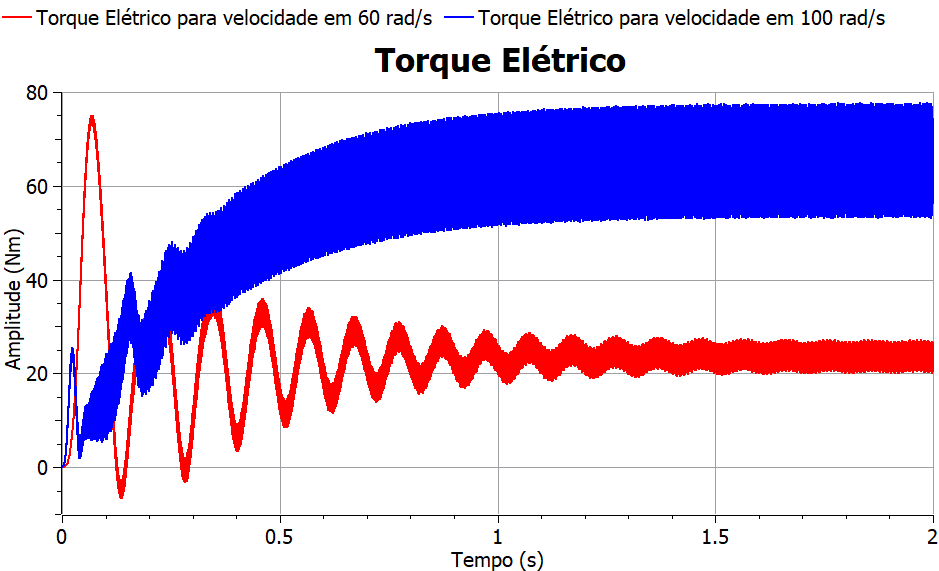 Torque Elétrico para velocidade em 60 rad/s Torque Elétrico para velocidade em 100 rad/s
Torque Elétrico
Amplitude (Nm)
80
60
40
20
0
0 0.5 1 1.5 2
Tempo (s)